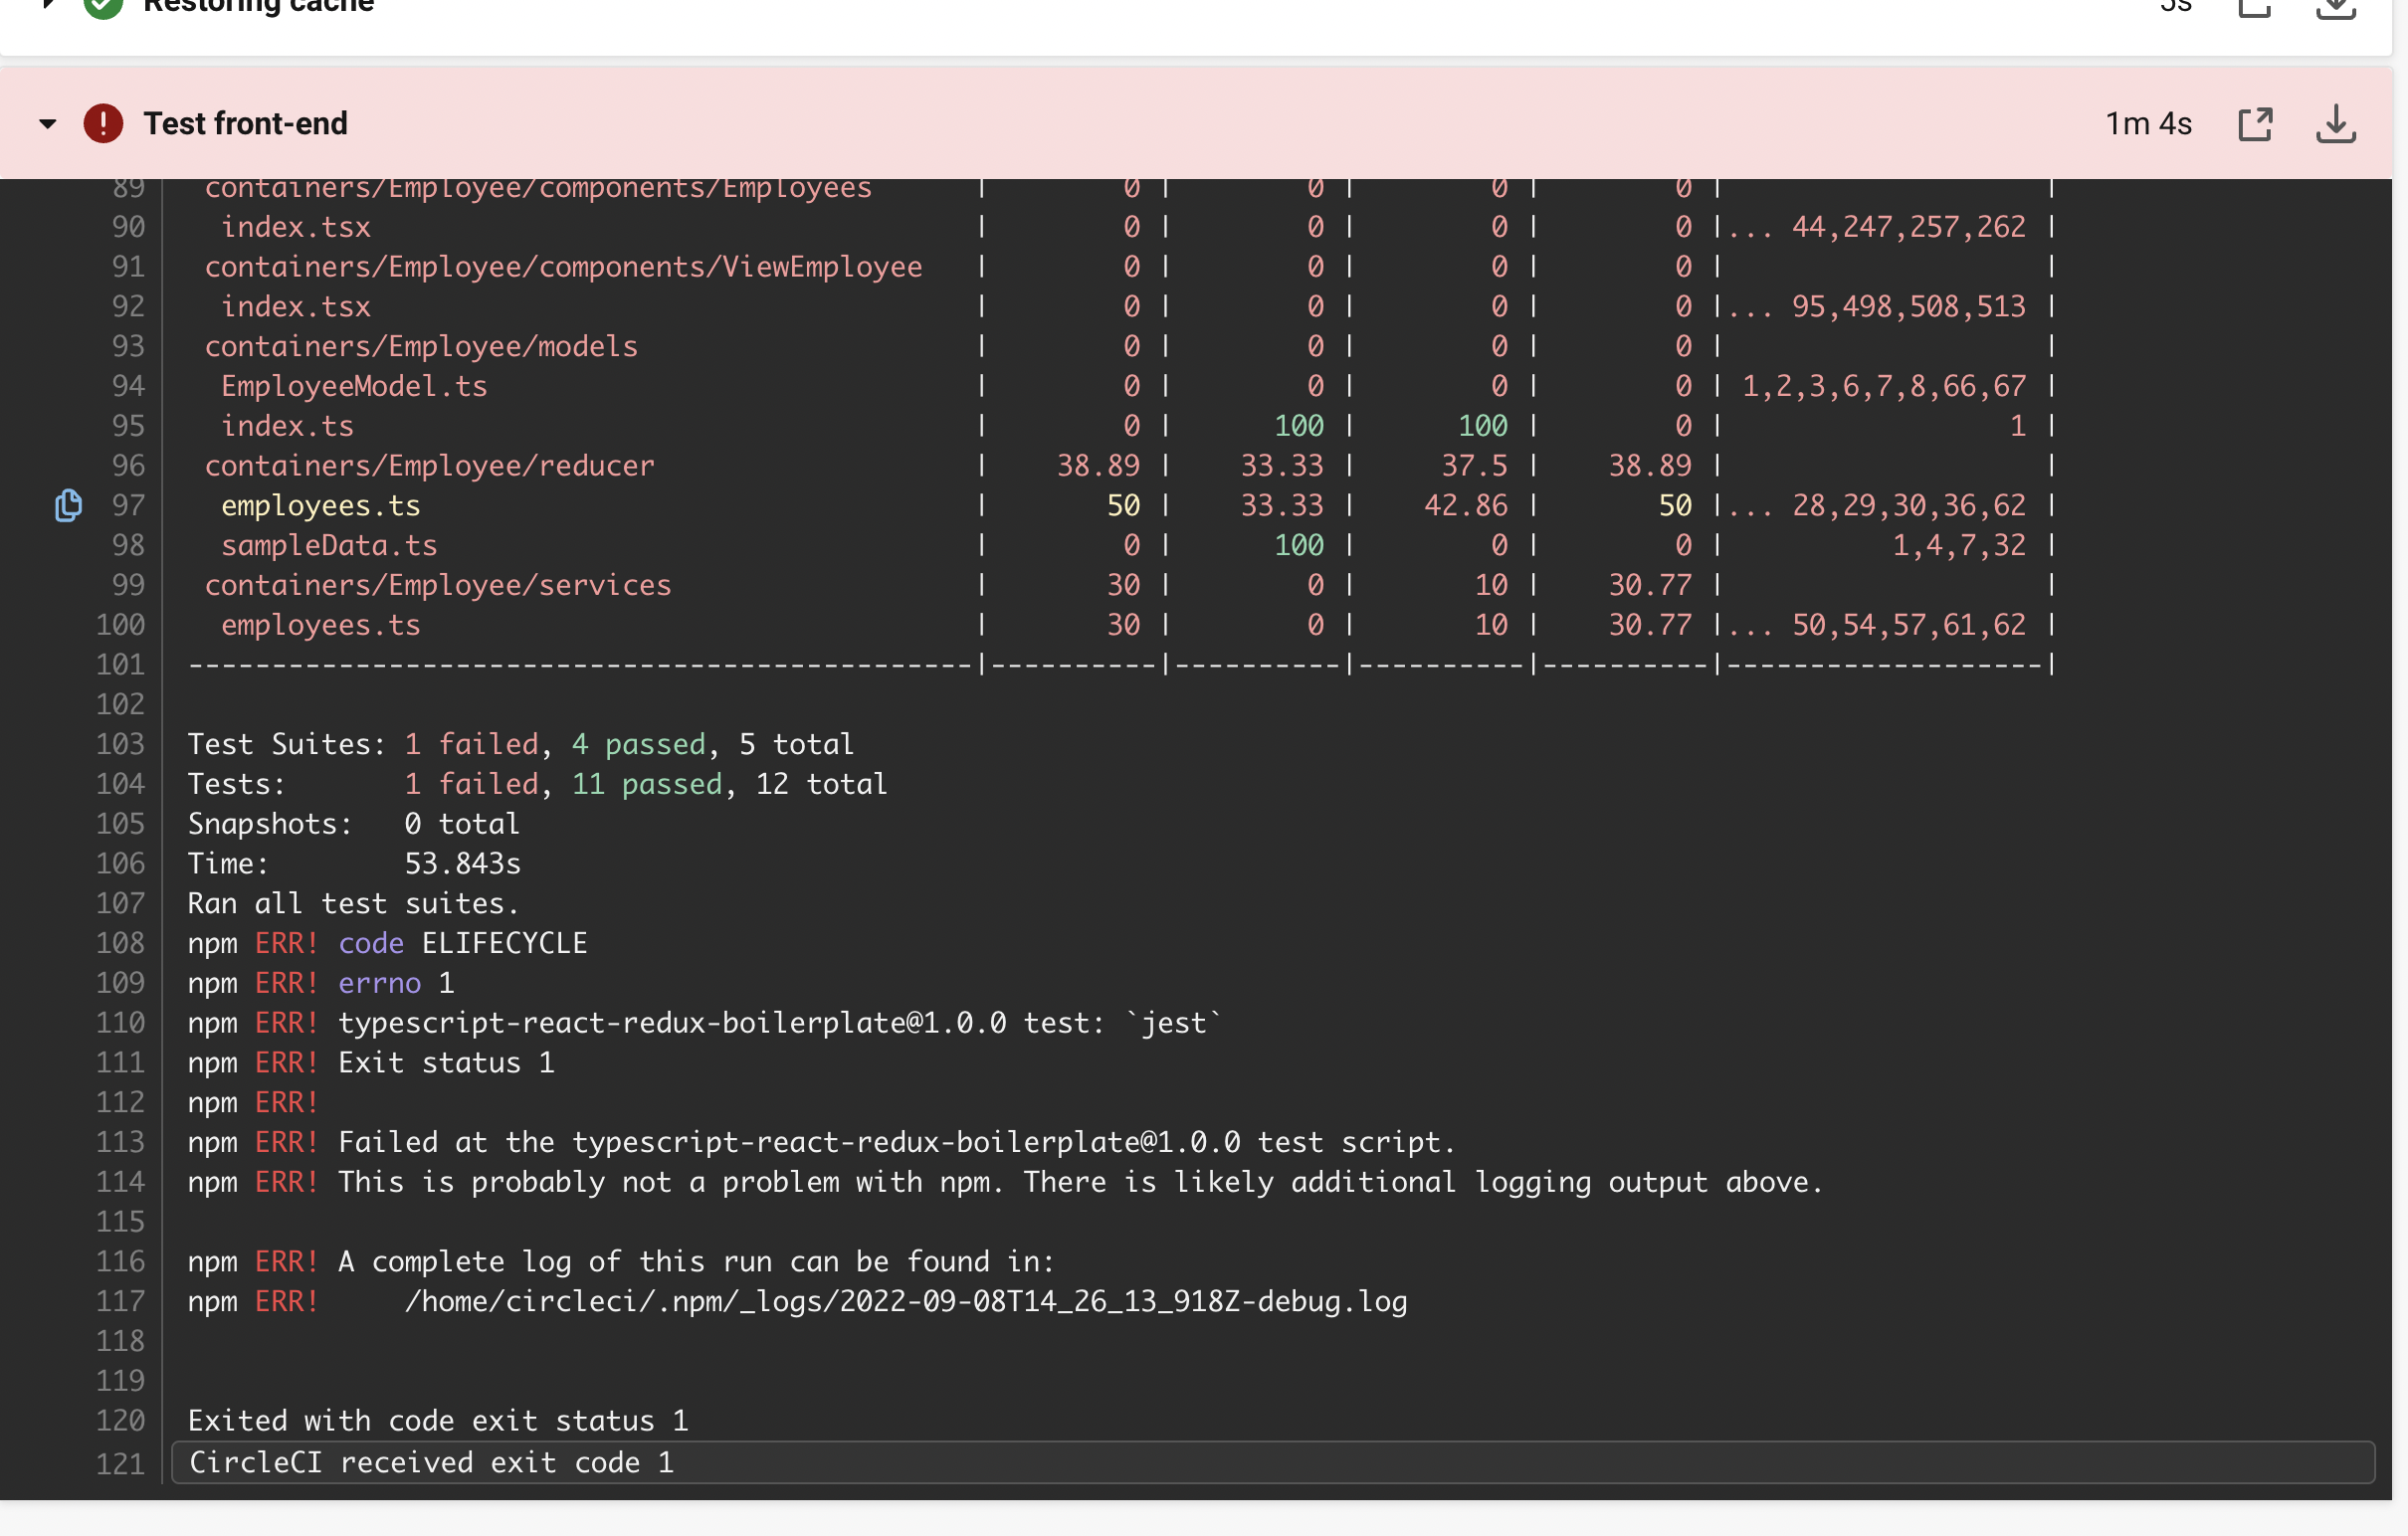 Restoring cache 5s
Test front-end 1m 4s
89 containers/Employee/components/Employees | 0 | 0 | 0 | 0 | |
90 index.tsx | 0 | 0 | 0 | 0 |... 44,247,257,262 |
91 containers/Employee/components/ViewEmployee | 0 | 0 | 0 | 0 | |
92 index.tsx | 0 | 0 | 0 | 0 |... 95,498,508,513 |
93 containers/Employee/models | 0 | 0 | 0 | 0 | |
94 EmployeeModel.ts | 0 | 0 | 0 | 0 | 1,2,3,6,7,8,66,67 |
95 index.ts | 0 | 100 | 100 | 0 | 1 |
96 containers/Employee/reducer | 38.89 | 33.33 | 37.5 | 38.89 | |
97 employees.ts | 50 | 33.33 | 42.86 | 50 |... 28,29,30,36,62 |
98 sampleData.ts | 0 | 100 | 0 | 0 | 1,4,7,32 |
99 containers/Employee/services | 30 | 0 | 10 | 30.77 | |
100 employees.ts | 30 | 0 | 10 | 30.77 |... 50,54,57,61,62 |
101 -----------------------------------------------|----------|----------|----------|----------|-------------------|
102
103 Test Suites: 1 failed, 4 passed, 5 total
104 Tests: 1 failed, 11 passed, 12 total
105 Snapshots: 0 total
106 Time: 53.843s
107 Ran all test suites.
108 npm ERR! code ELIFECYCLE
109 npm ERR! errno 1
110 npm ERR! typescript-react-redux-boilerplate@1.0.0 test: `jest`
111 npm ERR! Exit status 1
112 npm ERR!
113 npm ERR! Failed at the typescript-react-redux-boilerplate@1.0.0 test script.
114 npm ERR! This is probably not a problem with npm. There is likely additional logging output above.
115
116 npm ERR! A complete log of this run can be found in:
117 npm ERR! /home/circleci/.npm/_logs/2022-09-08T14_26_13_918Z-debug.log
118
119
120 Exited with code exit status 1
121 CircleCI received exit code 1